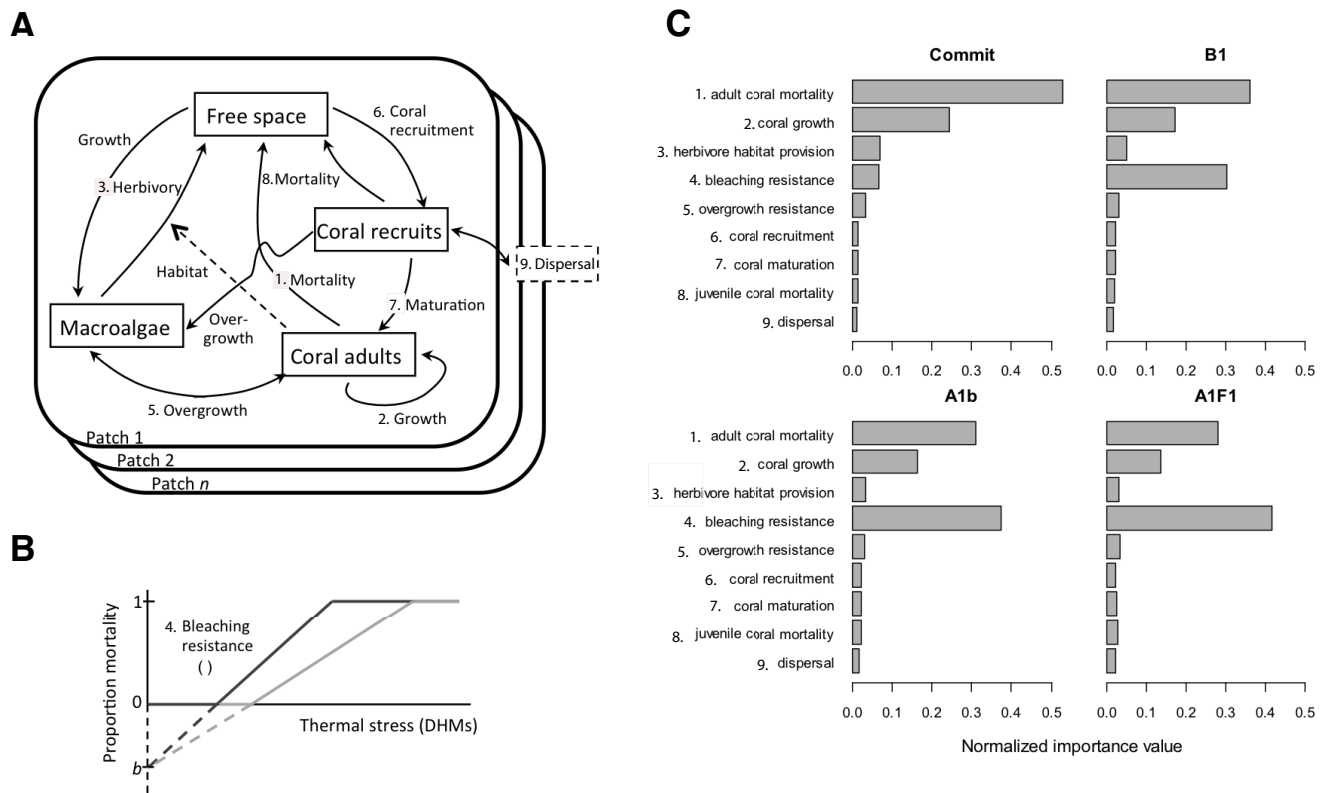 A
Free space
Growth
6. Coral
recruitment
3. Herbivory
8. Mortality
Coral recruits
9. Dispersal
Habitat
1. Mortality
7. Maturation
Macroalgae
Over-
growth
Coral adults
5. Overgrowth
2. Growth
Patch 1
Patch 2
Patch n
B
Proportion mortality
1
0
b
4. Bleaching
resistance
( )
Thermal stress (DHMs)
C
Commit
1. adult coral mortality
2. coral growth
3. herbivore habitat provision
4. bleaching resistance
5. overgrowth resistance
6. coral recruitment
7. coral maturation
8. juvenile coral mortality
9. dispersal
0.0 0.1 0.2 0.3 0.4 0.5
B1
0.0 0.1 0.2 0.3 0.4 0.5
A1b
1. adult coral mortality
2. coral growth
3. herbivore habitat provision
4. bleaching resistance
5. overgrowth resistance
6. coral recruitment
7. coral maturation
8. juvenile coral mortality
9. dispersal
0.0 0.1 0.2 0.3 0.4 0.5
A1F1
0.0 0.1 0.2 0.3 0.4 0.5
Normalized importance value